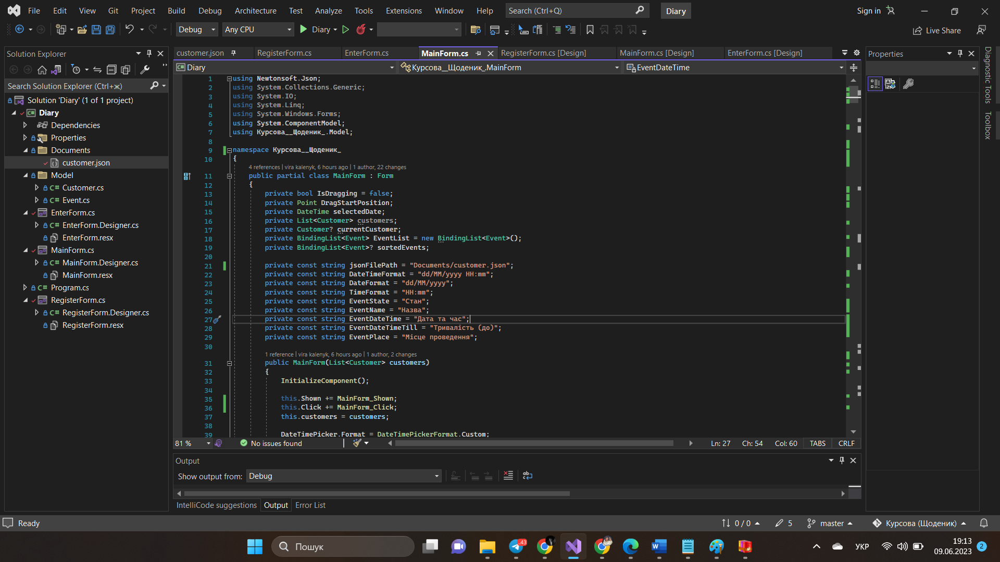 File Edit View Git Project Build Debug Architecture Test Analyze Tools Extensions Window Help Search (Ctrl+Q) Diary Sign in
Debug Any CPU Diary Live Share
Solution Explorer
Search Solution Explorer (Ctrl+ж)
Solution 'Diary' (1 of 1 project)
Diary
Dependencies
Properties
Documents
customer.json
Model
Customer.cs
Event.cs
EnterForm.cs
EnterForm.Designer.cs
EnterForm.resx
MainForm.cs
MainForm.Designer.cs
MainForm.resx
Program.cs
RegisterForm.cs
RegisterForm.Designer.cs
RegisterForm.resx
customer.json RegisterForm.cs EnterForm.cs MainForm.cs RegisterForm.cs [Design] MainForm.cs [Design] EnterForm.cs [Design]
Diary Курсова__Щоденик_.MainForm EventDateTime
1 using Newtonsoft.Json;
2 using System.Collections.Generic;
3 using System.IO;
4 using System.Linq;
5 using System.Windows.Forms;
6 using System.ComponentModel;
7 using Курсова__Щоденик_.Model;
8
9 namespace Курсова__Щоденик_
10 {
4 references | vira kalenyk, 6 hours ago | 1 author, 22 changes
11 public partial class MainForm : Form
12 {
13 private bool IsDragging = false;
14 private Point DragStartPosition;
15 private DateTime selectedDate;
16 private List<Customer> customers;
17 private Customer? currentCustomer;
18 private BindingList<Event> EventList = new BindingList<Event>();
19 private BindingList<Event>? sortedEvents;
20
21 private const string jsonFilePath = "Documents/customer.json";
22 private const string DateTimeFormat = "dd/MM/yyyy HH:mm";
23 private const string DateFormat = "dd/MM/yyyy";
24 private const string TimeFormat = "HH:mm";
25 private const string EventState = "Стан";
26 private const string EventName = "Назва";
27 private const string EventDateTime = "Дата та час";
28 private const string EventDateTimeTill = "Тривалість (до)";
29 private const string EventPlace = "Місце проведення";
30
1 reference | vira kalenyk, 6 hours ago | 1 author, 2 changes
31 public MainForm(List<Customer> customers)
32 {
33 InitializeComponent();
34
35 this.Shown += MainForm_Shown;
36 this.Click += MainForm_Click;
37 this.customers = customers;
38
39 DateTimePicker.Format = DateTimePickerFormat.Custom;
81 % No issues found Ln: 27 Ch: 54 Col: 60 TABS CRLF
Output
Show output from: Debug
IntelliCode suggestions Output Error List
Properties
Diagnostic Tools
Toolbox
Ready 0 / 0 5 master Курсова (Щоденик)
Пошук ..43 УКР 19:13
09.06.2023 2